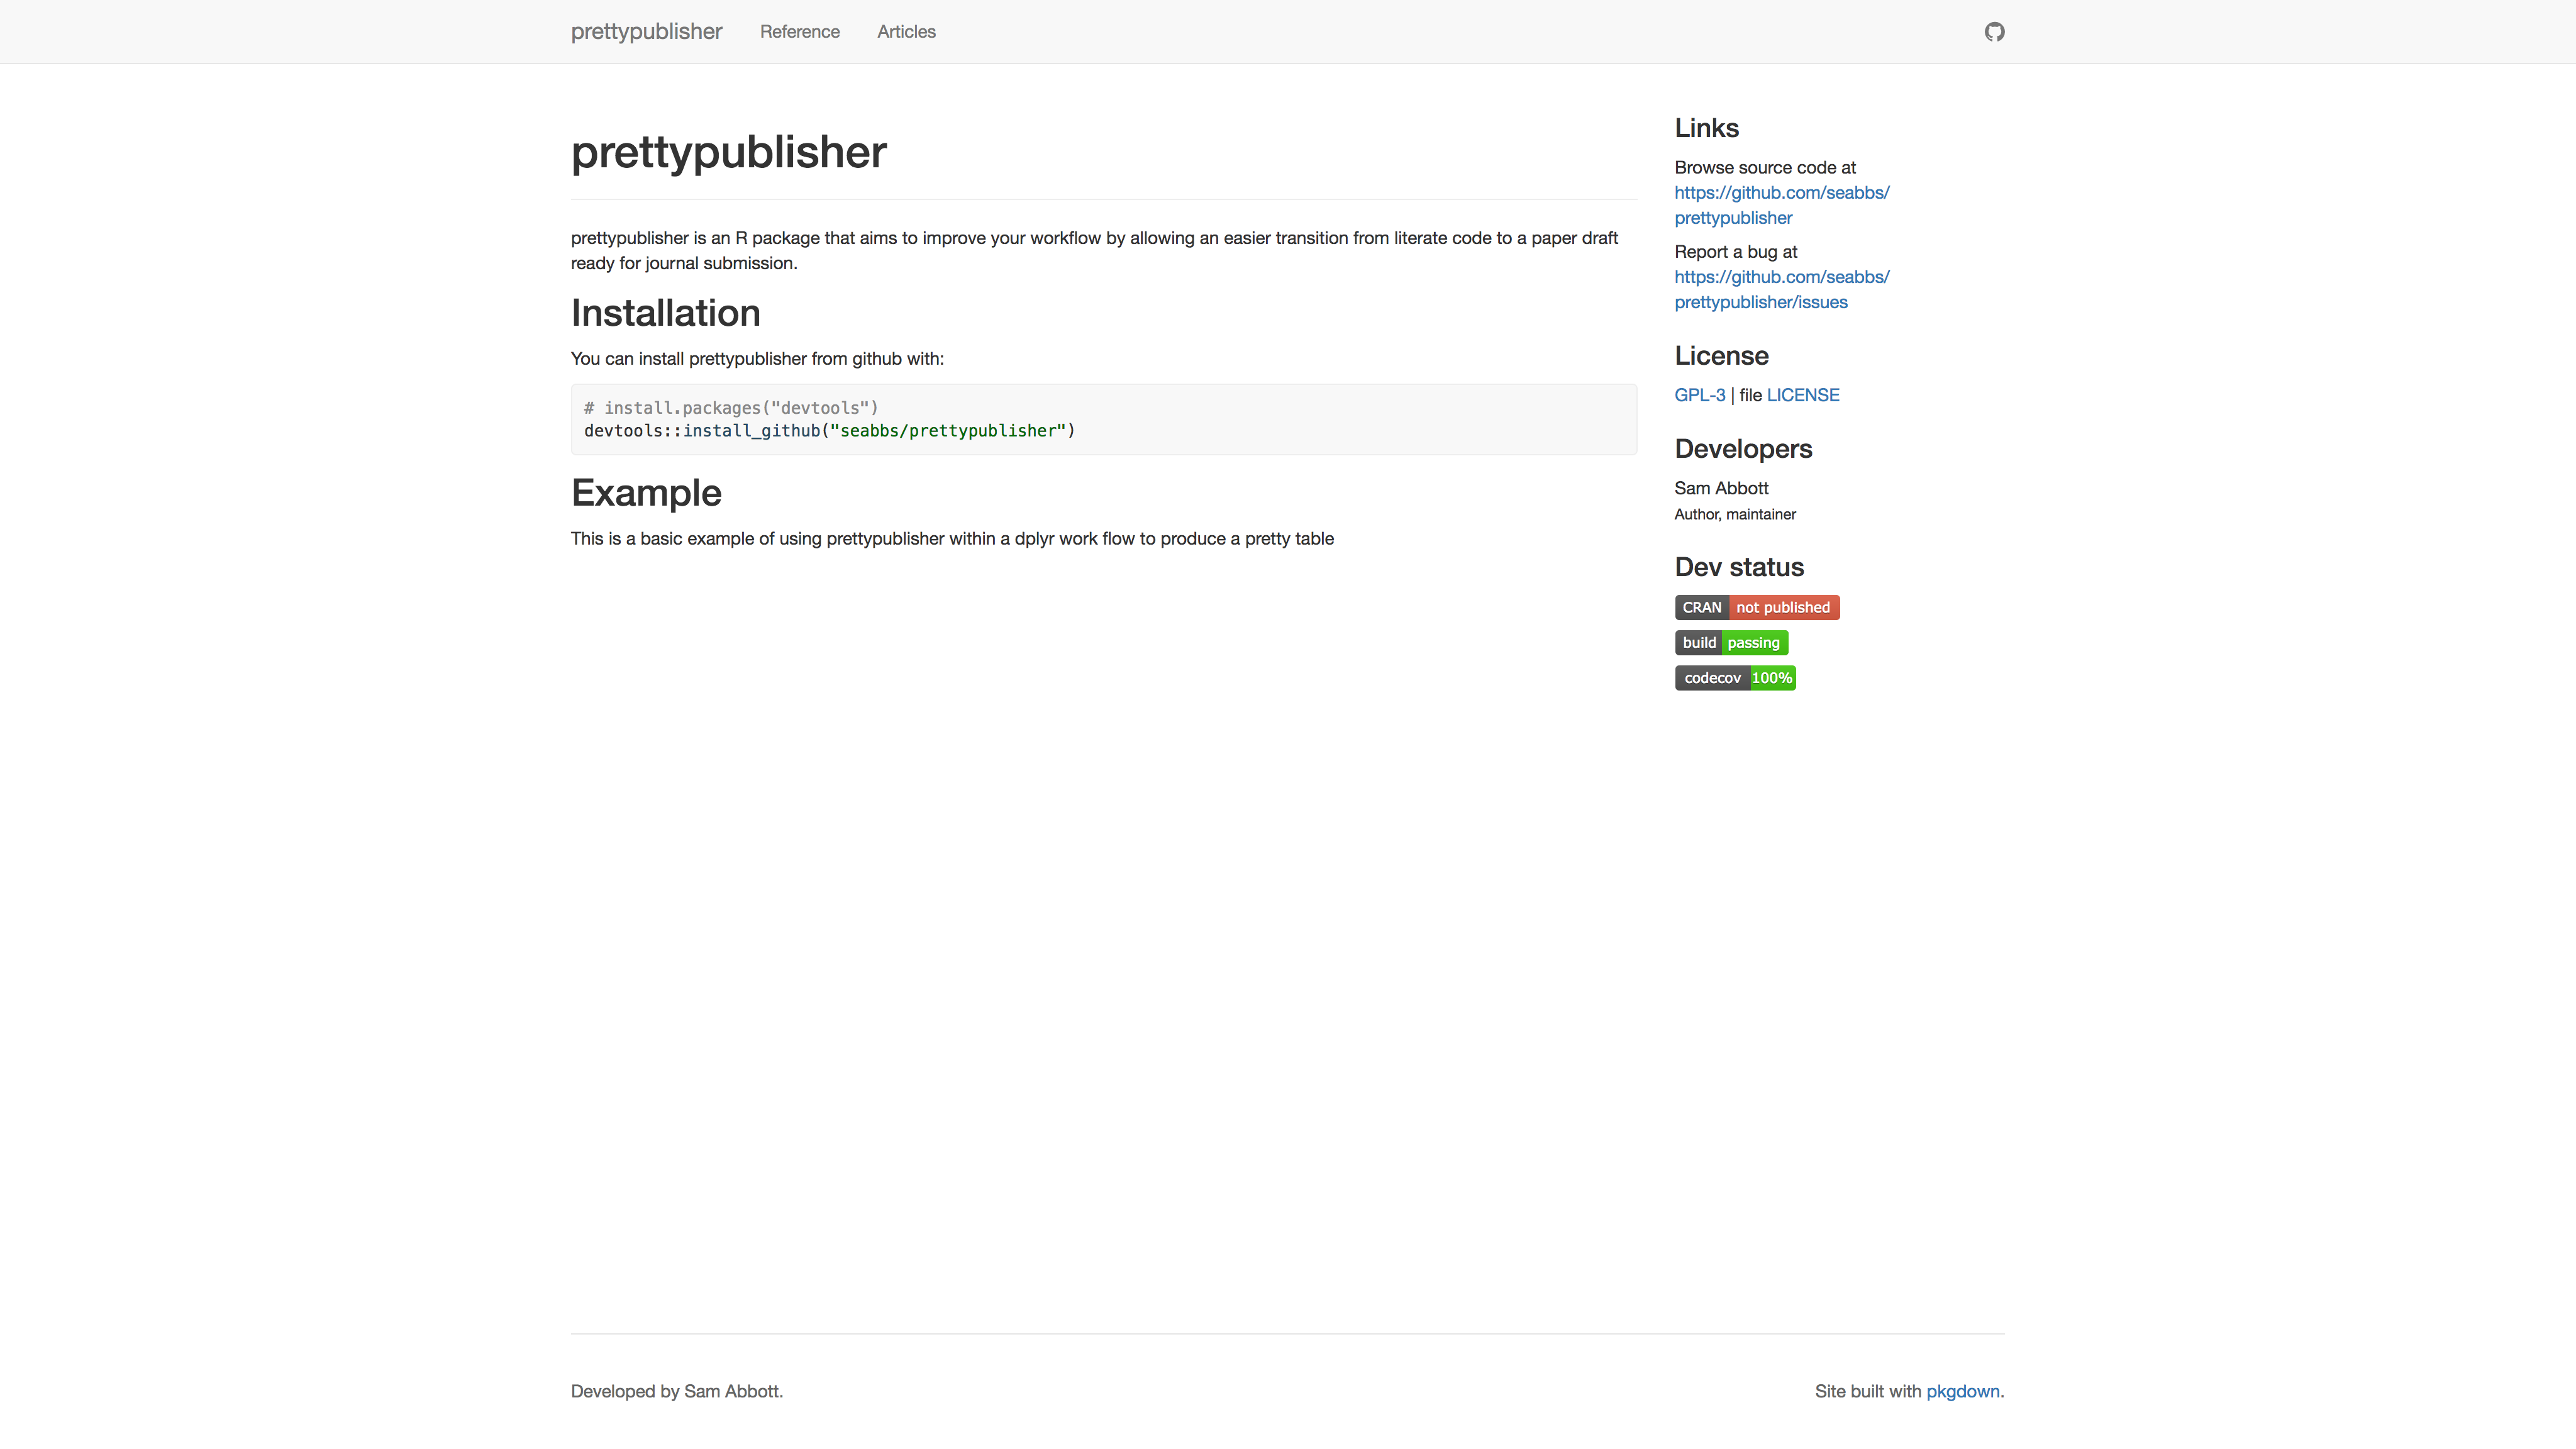 prettypublisher Reference Articles
prettypublisher
prettypublisher is an R package that aims to improve your workflow by allowing an easier transition from literate code to a paper draft
ready for journal submission.
Installation
You can install prettypublisher from github with:
# install.packages("devtools")
devtools::install_github("seabbs/prettypublisher")
Example
This is a basic example of using prettypublisher within a dplyr work flow to produce a pretty table
Links
Browse source code at
https://github.com/seabbs/
prettypublisher
Report a bug at
https://github.com/seabbs/
prettypublisher/issues
License
GPL-3 | file LICENSE
Developers
Sam Abbott
Author, maintainer
Dev status
CRAN not published
build passing
codecov 100%
Developed by Sam Abbott.
Site built with pkgdown.